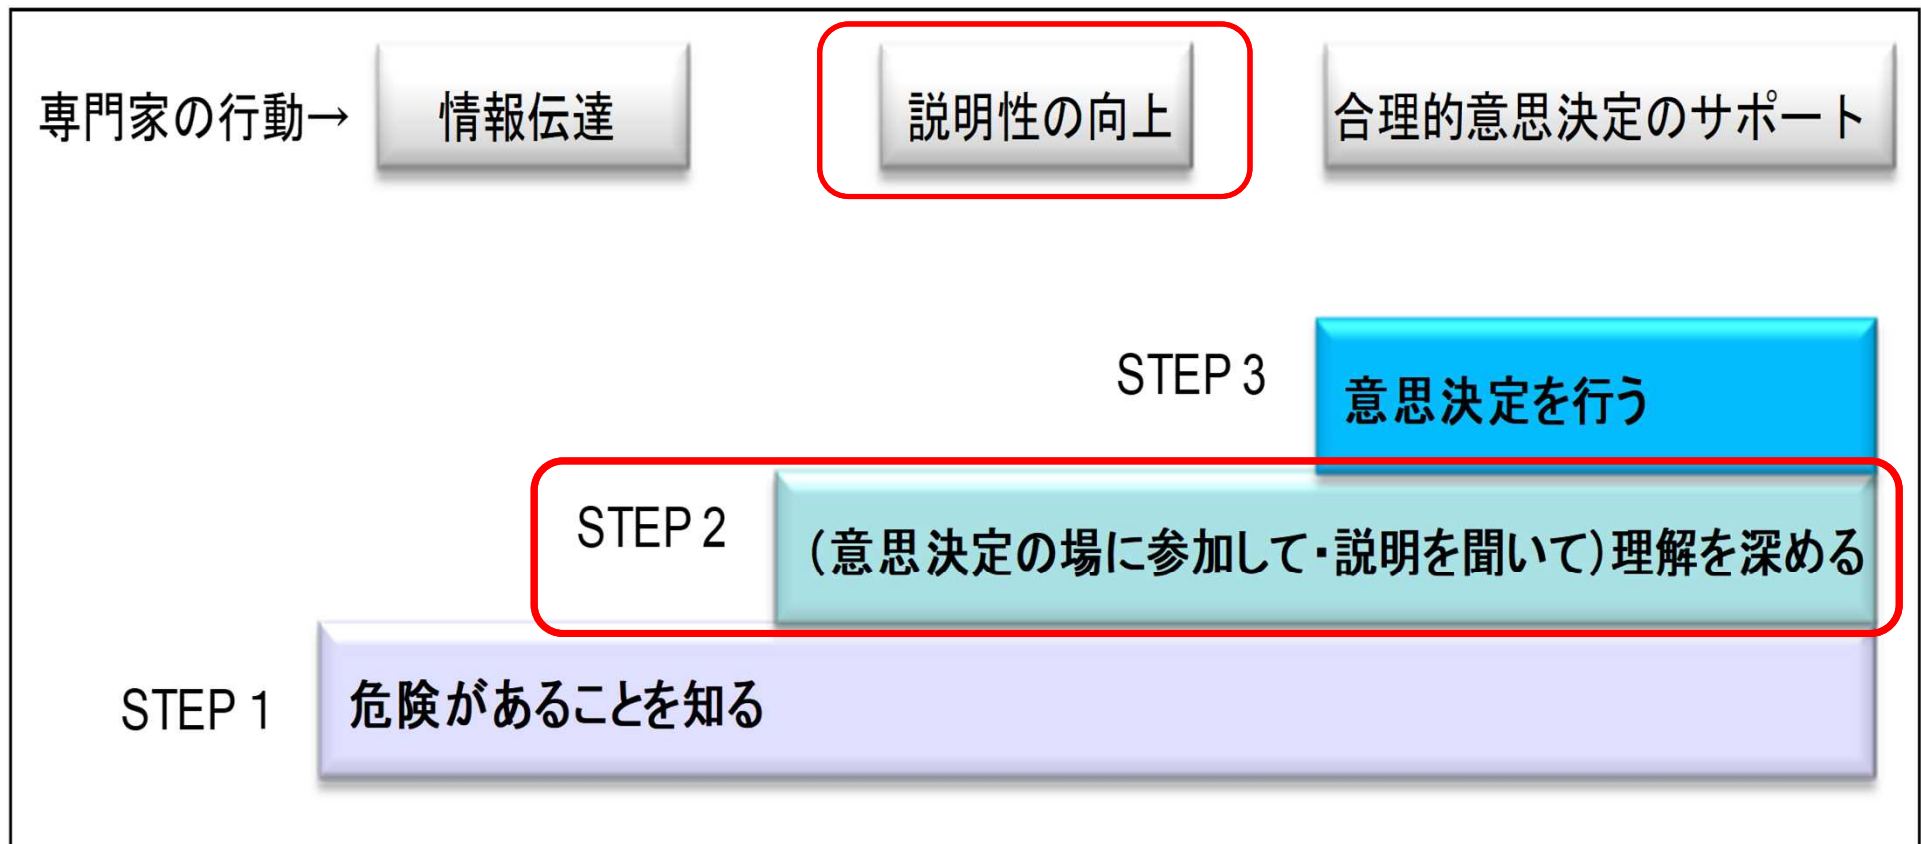 専門家の行動→ 情報伝達 説明性の向上 合理的意思決定のサポート
STEP 3 意思決定を行う
STEP 2 (意思決定の場に参加して・説明を聞いて)理解を深める
STEP 1 危険があることを知る